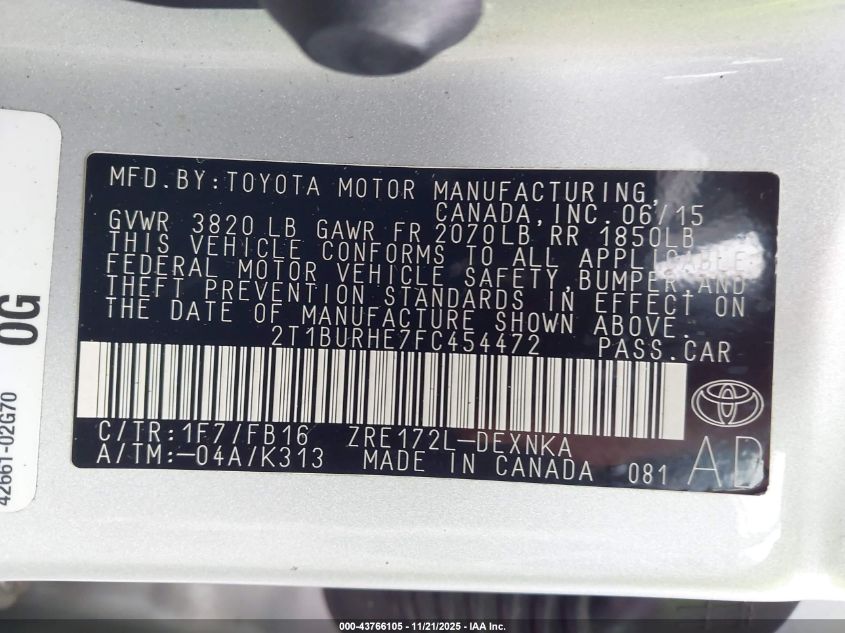 MFD.BY:TOYOTA MOTOR MANUFACTURING,
CANADA,INC. 06/15
GVWR 3820 LB GAWR FR 2070LB RR 1850LB
THIS VEHICLE CONFORMS TO ALL APPLICABLE
FEDERAL MOTOR VEHICLE SAFETY,BUMPER AND
THEFT PREVENTION STANDARDS IN EFFECT ON
THE DATE OF MANUFACTURE SHOWN ABOVE.
2T1BURHE7FC454472 PASS.CAR
C/TR:1F7/FB16 ZRE172L-DEXNKA
A/TM:-04A/K313 MADE IN CANADA 081
AD
0G
42661-02G70
000-43766105 - 11/21/2025 - IAA Inc.